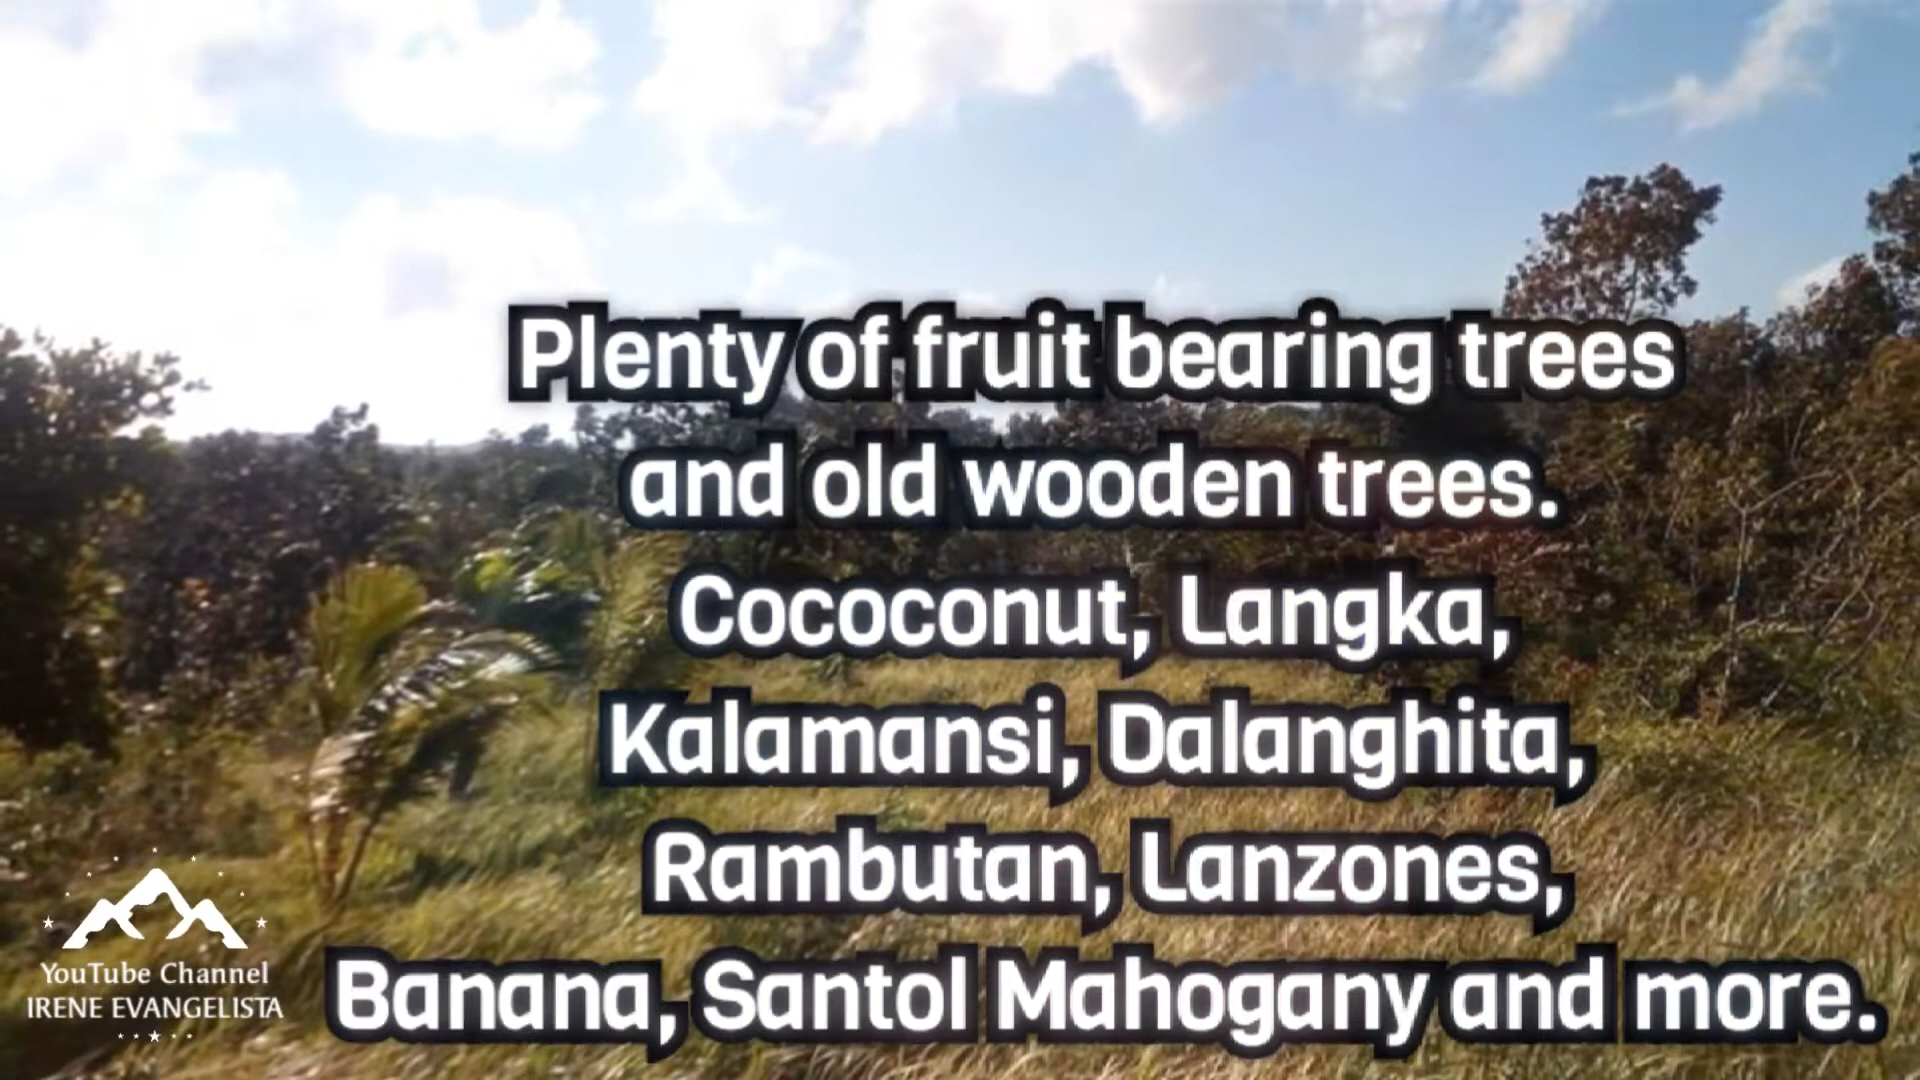 Plenty of fruit bearing trees
and old wooden trees.
Cococonut, Langka,
Kalamansi, Dalanghita,
Rambutan, Lanzones,
Banana, Santol Mahogany and more.
YouTube Channel
IRENE EVANGELISTA